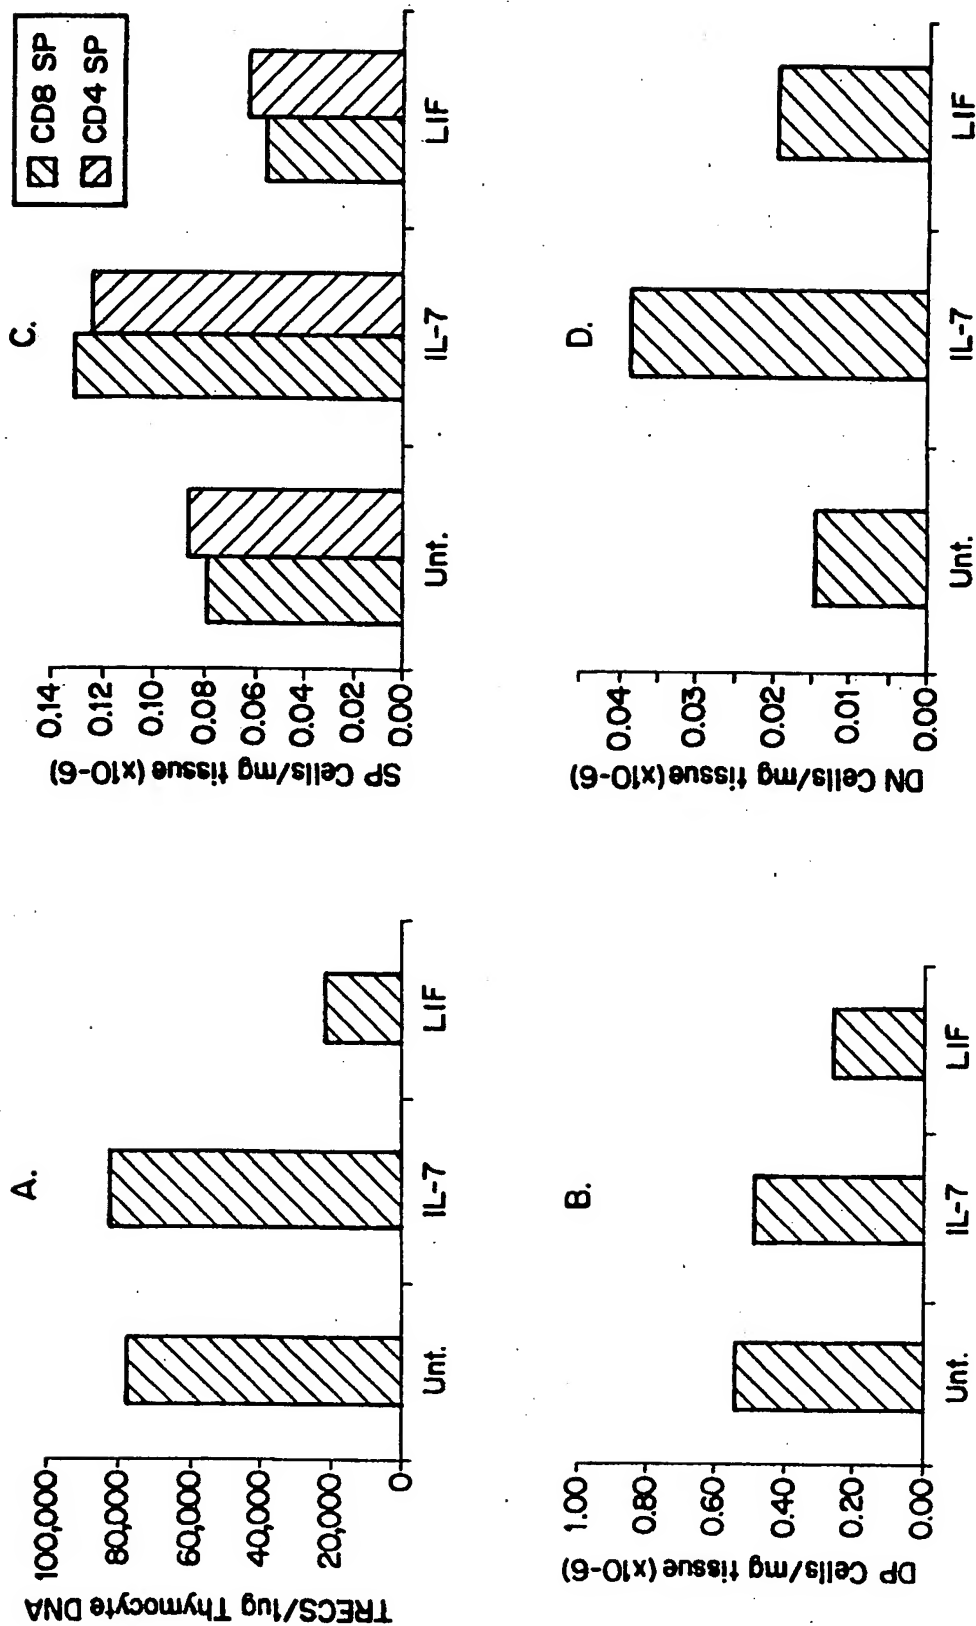 A.
TRECS/1ug Thymocyte DNA
100,000
80,000
60,000
40,000
20,000
0
Unt.
IL-7
LIF
B.
DP Cells/mg tissue (x10-6)
1.00
0.80
0.60
0.40
0.20
0.00
Unt.
IL-7
LIF
C.
CD8 SP
CD4 SP
SP Cells/mg tissue (x10-6)
0.14
0.12
0.10
0.08
0.06
0.04
0.02
0.00
Unt.
IL-7
LIF
D.
DN Cells/mg tissue (x10-6)
0.04
0.03
0.02
0.01
0.00
Unt.
IL-7
LIF